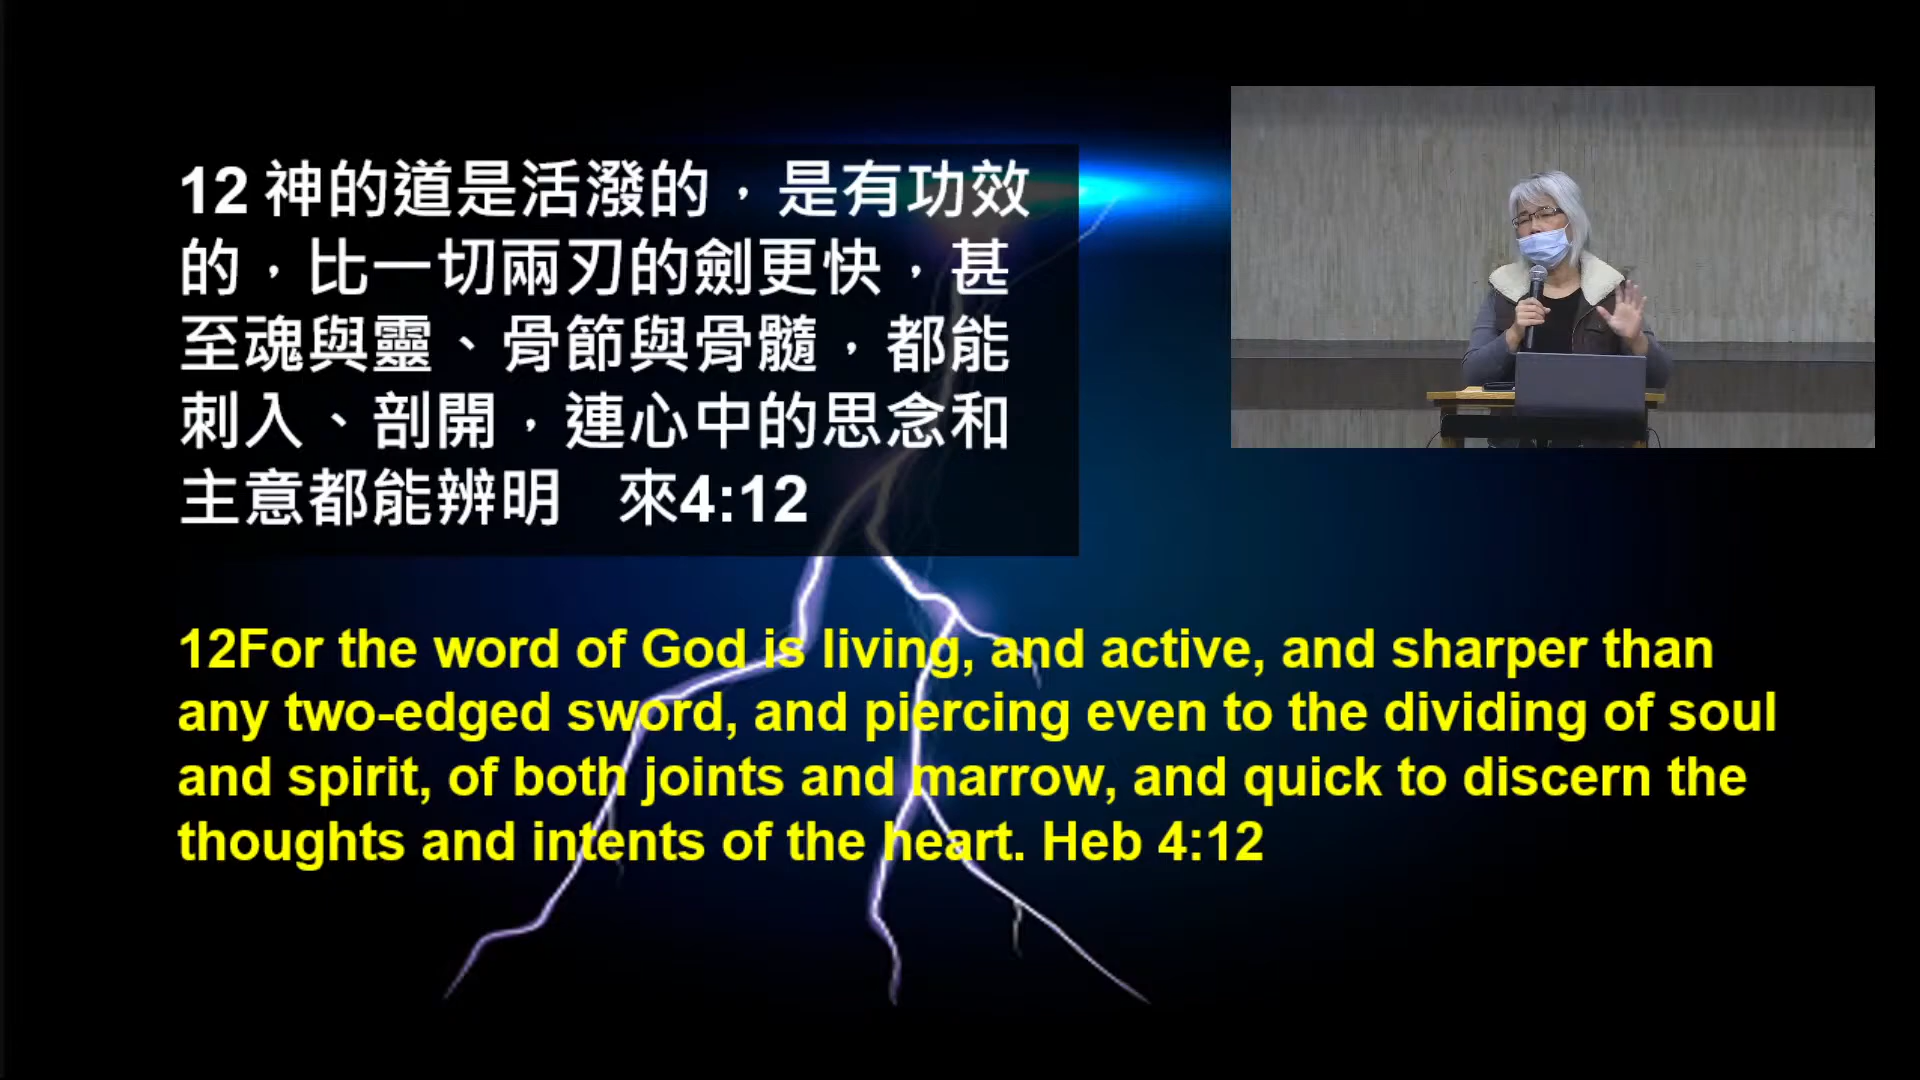 12 神的道是活潑的，是有功效
的，比一切兩刃的劍更快，甚
至魂與靈、骨節與骨髓，都能
刺入、剖開，連心中的思念和
主意都能辨明　來4:12
12For the word of God is living, and active, and sharper than
any two-edged sword, and piercing even to the dividing of soul
and spirit, of both joints and marrow, and quick to discern the
thoughts and intents of the heart. Heb 4:12